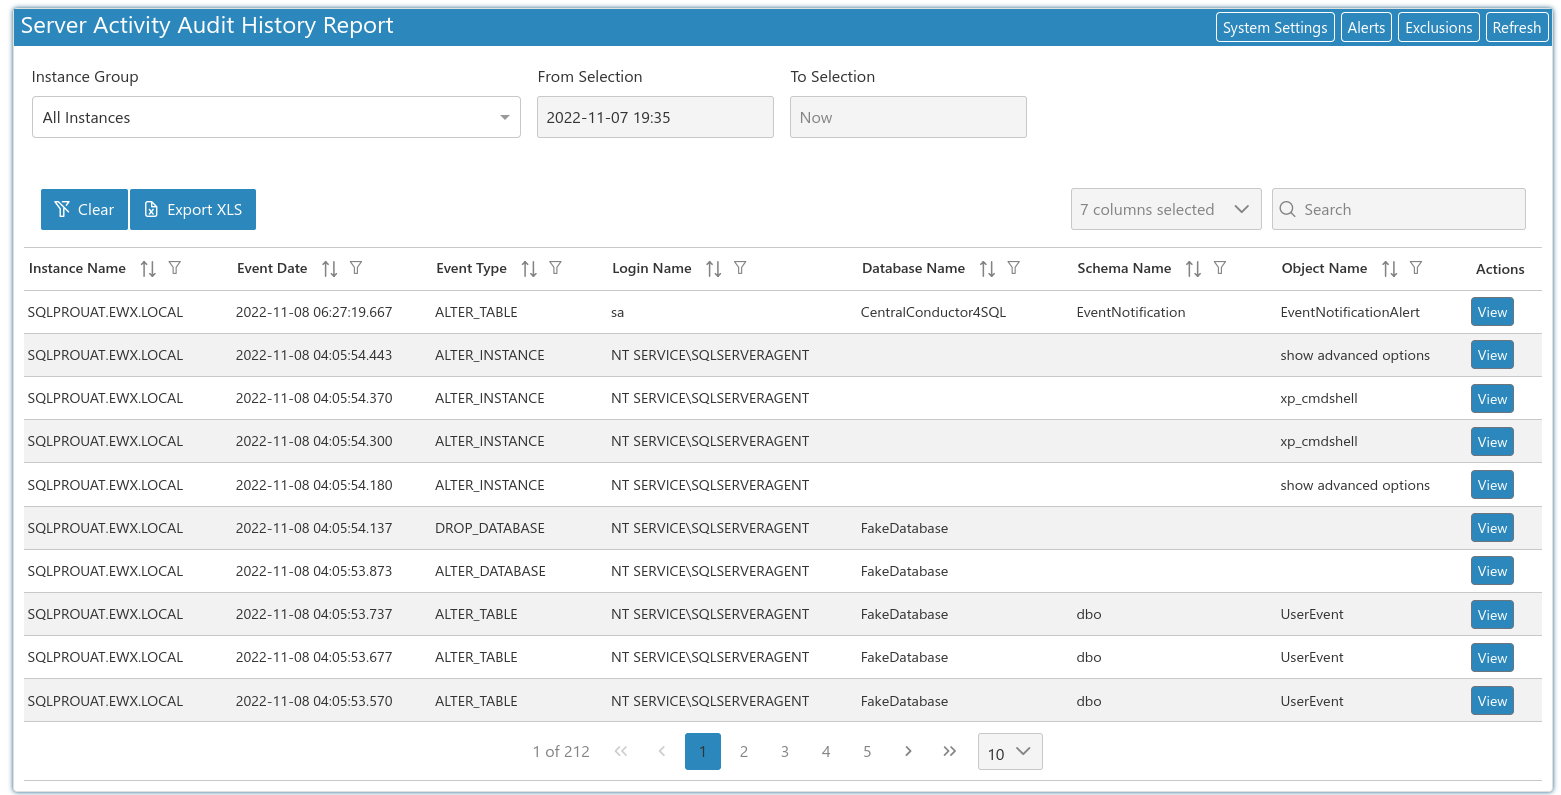 Server Activity Audit History Report System Settings Alerts Exclusions Refresh
Instance Group From Selection To Selection
All Instances 2022-11-07 19:35 Now
Clear Export XLS 7 columns selected Search
Instance Name Event Date Event Type Login Name Database Name Schema Name Object Name Actions
SQLPROUAT.EWX.LOCAL 2022-11-08 06:27:19.667 ALTER_TABLE sa CentralConductor4SQL EventNotification EventNotificationAlert View
SQLPROUAT.EWX.LOCAL 2022-11-08 04:05:54.443 ALTER_INSTANCE NT SERVICE\SQLSERVERAGENT show advanced options View
SQLPROUAT.EWX.LOCAL 2022-11-08 04:05:54.370 ALTER_INSTANCE NT SERVICE\SQLSERVERAGENT xp_cmdshell View
SQLPROUAT.EWX.LOCAL 2022-11-08 04:05:54.300 ALTER_INSTANCE NT SERVICE\SQLSERVERAGENT xp_cmdshell View
SQLPROUAT.EWX.LOCAL 2022-11-08 04:05:54.180 ALTER_INSTANCE NT SERVICE\SQLSERVERAGENT show advanced options View
SQLPROUAT.EWX.LOCAL 2022-11-08 04:05:54.137 DROP_DATABASE NT SERVICE\SQLSERVERAGENT FakeDatabase View
SQLPROUAT.EWX.LOCAL 2022-11-08 04:05:53.873 ALTER_DATABASE NT SERVICE\SQLSERVERAGENT FakeDatabase View
SQLPROUAT.EWX.LOCAL 2022-11-08 04:05:53.737 ALTER_TABLE NT SERVICE\SQLSERVERAGENT FakeDatabase dbo UserEvent View
SQLPROUAT.EWX.LOCAL 2022-11-08 04:05:53.677 ALTER_TABLE NT SERVICE\SQLSERVERAGENT FakeDatabase dbo UserEvent View
SQLPROUAT.EWX.LOCAL 2022-11-08 04:05:53.570 ALTER_TABLE NT SERVICE\SQLSERVERAGENT FakeDatabase dbo UserEvent View
1 of 212 1 2 3 4 5 10